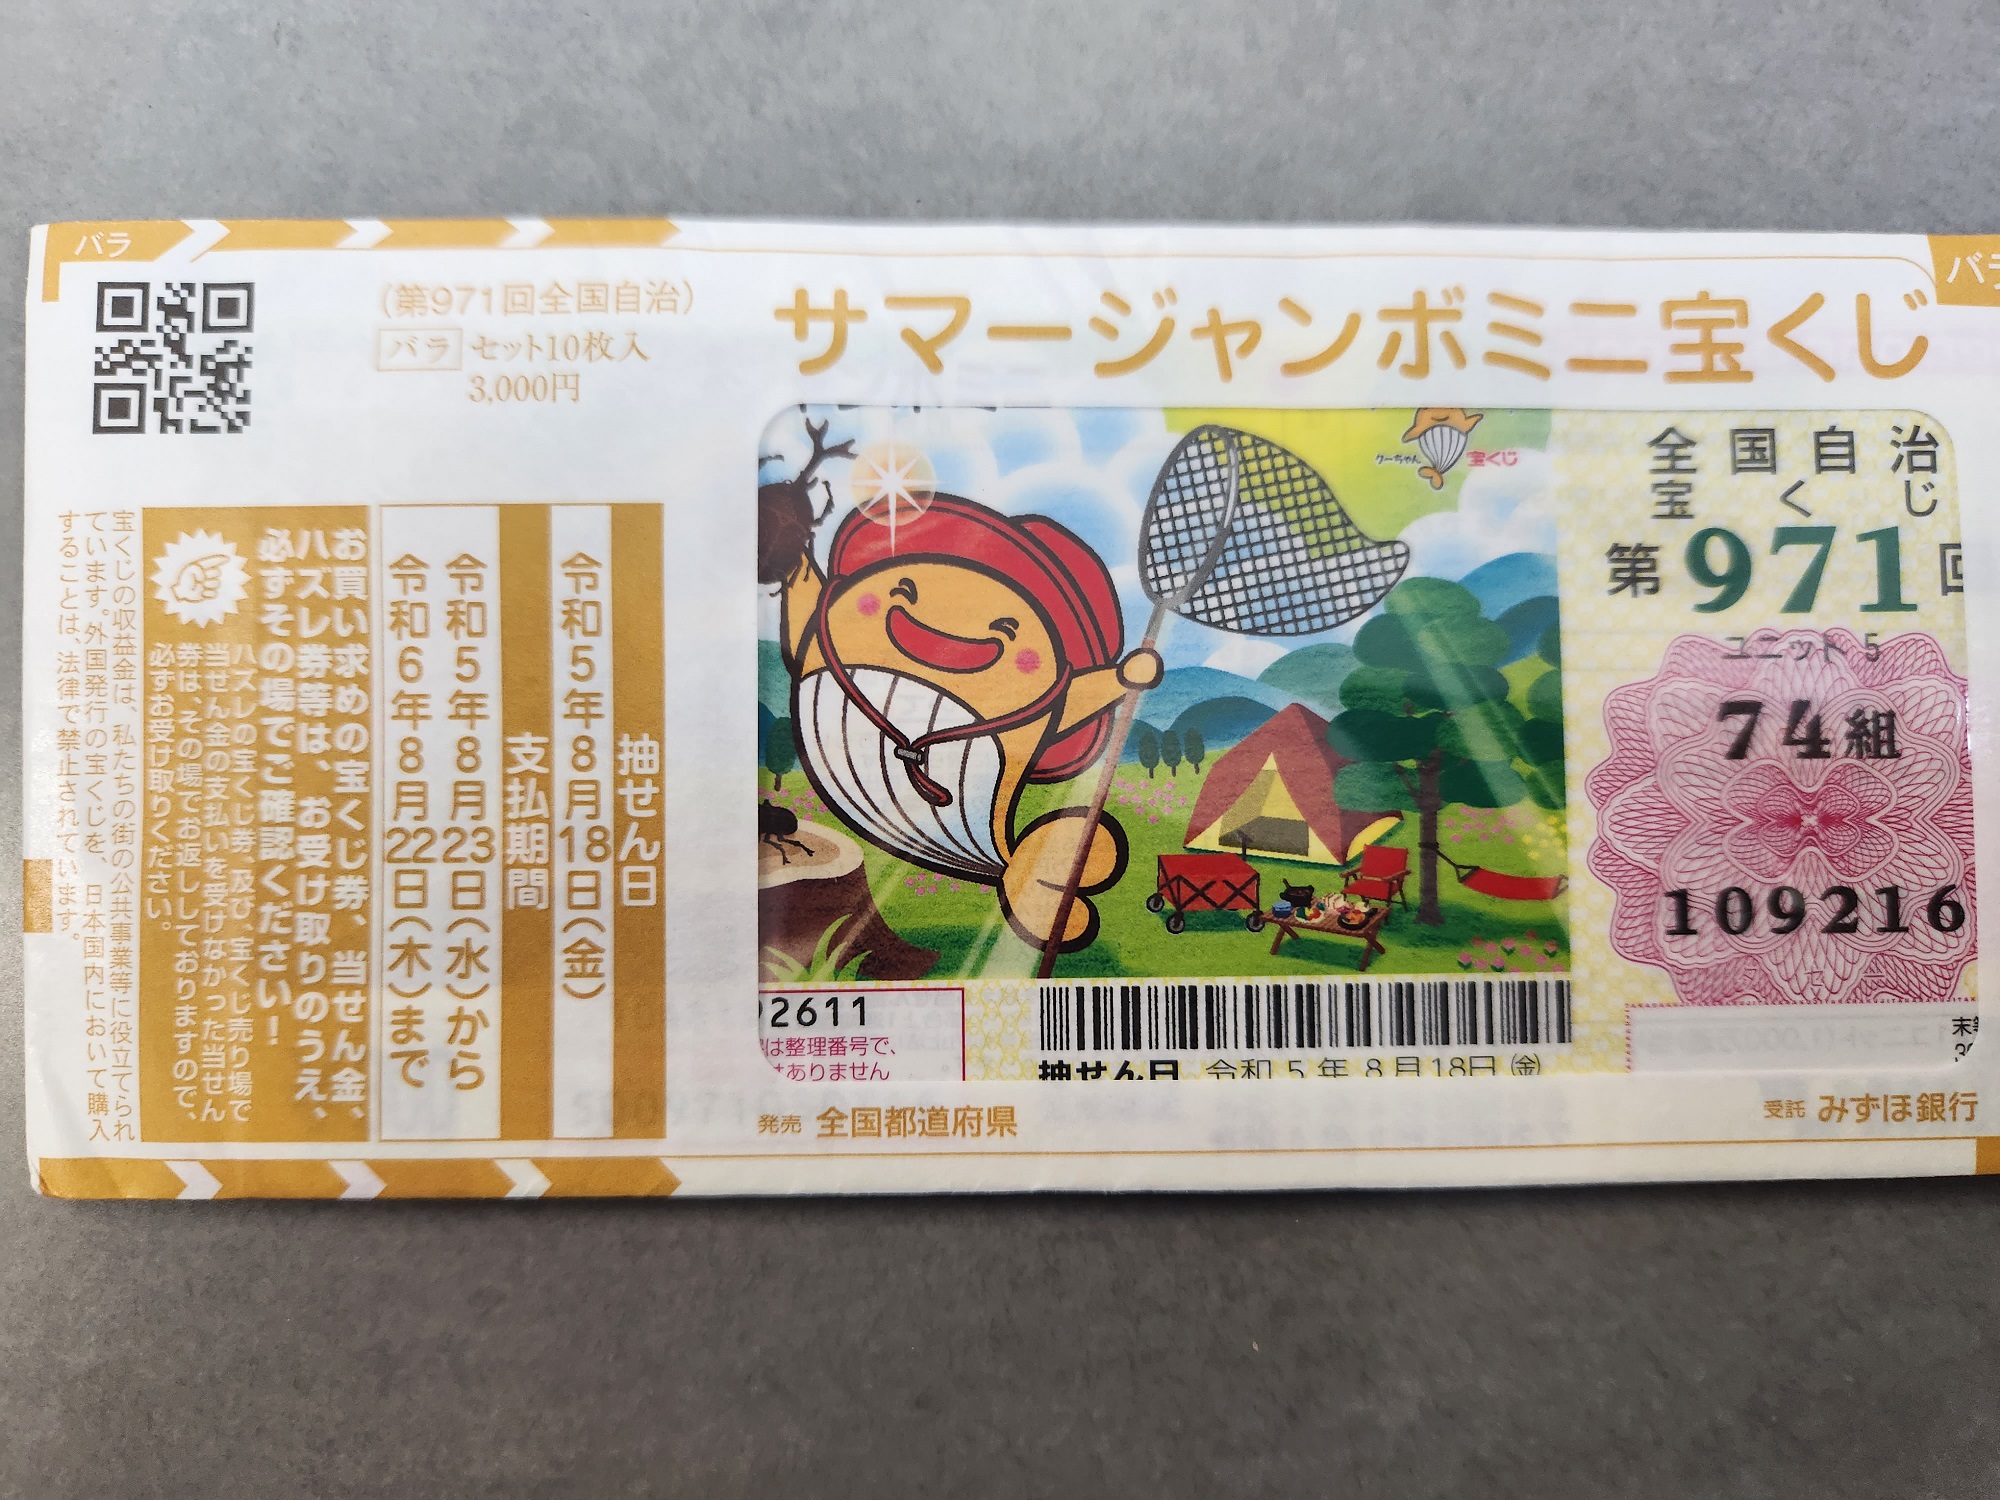 バラ
バラ
(第971回全国自治)
バラ セット10枚入
3,000円
サマージャンボミニ宝くじ
抽せん日
令和5年8月18日(金)
支払期間
令和5年8月23日(水)から
令和6年8月22日(木)まで
お買い求めの宝くじ券、当せん金、
ハズレ券等は、お受け取りのうえ、
必ずその場でご確認ください!
ハズレの宝くじ券、及び、宝くじ売り場で
当せん金の支払いを受けなかった当せん
券は、その場でお返ししておりますので、
必ずお受け取りください。
宝くじの収益金は、私たちの街の公共事業等に役立てられ
ています。外国発行の宝くじを、日本国内において購入
することは、法律で禁止されています。
クーちゃん 宝くじ
全国自治
宝くじ
第971回
ユニット5
74組
109216
2611
は整理番号で、
はありません
抽せん日 令和5年8月18日(金)
発売 全国都道府県
受託 みずほ銀行